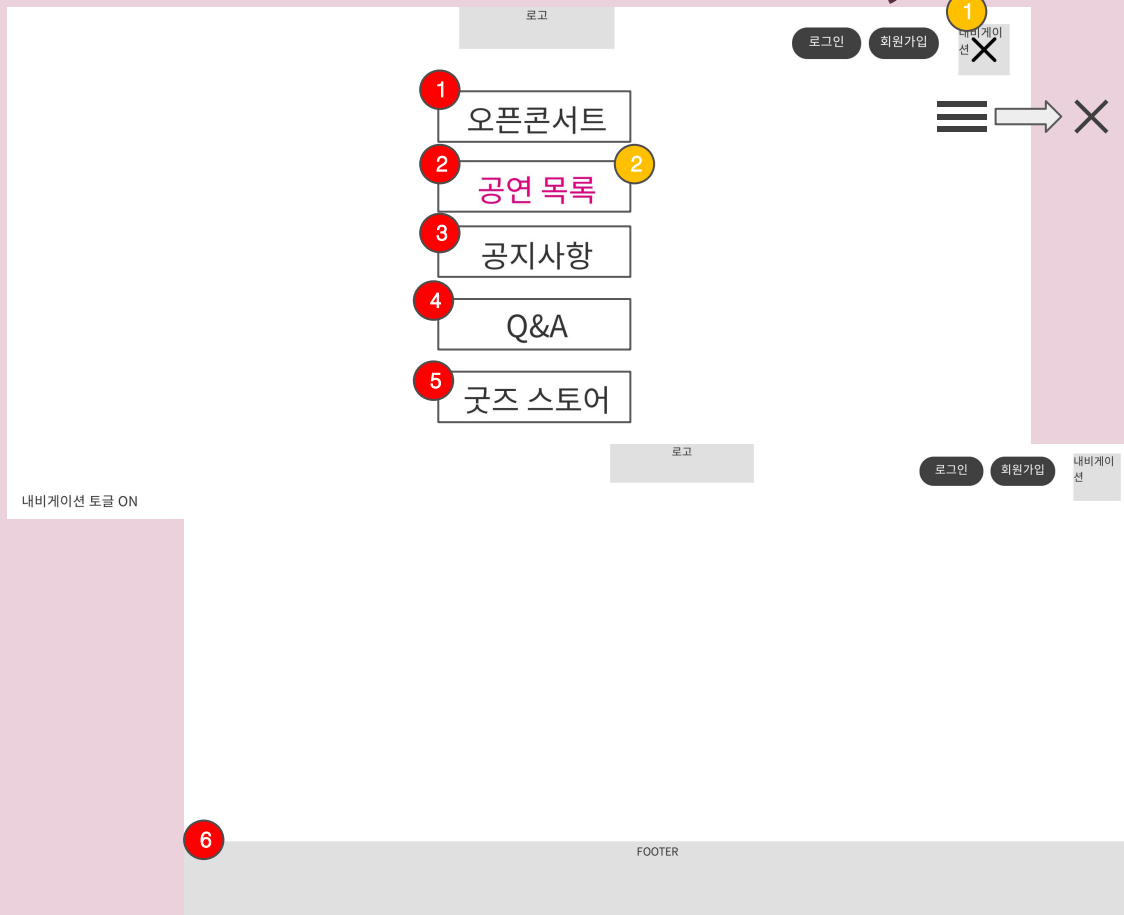 로고
1
로그인
회원가입
내비게이
션
1
오픈콘서트
2
2
공연 목록
3
공지사항
4
Q&A
5
굿즈 스토어
로고
로그인
회원가입
내비게이
션
내비게이션 토글 ON
6
FOOTER